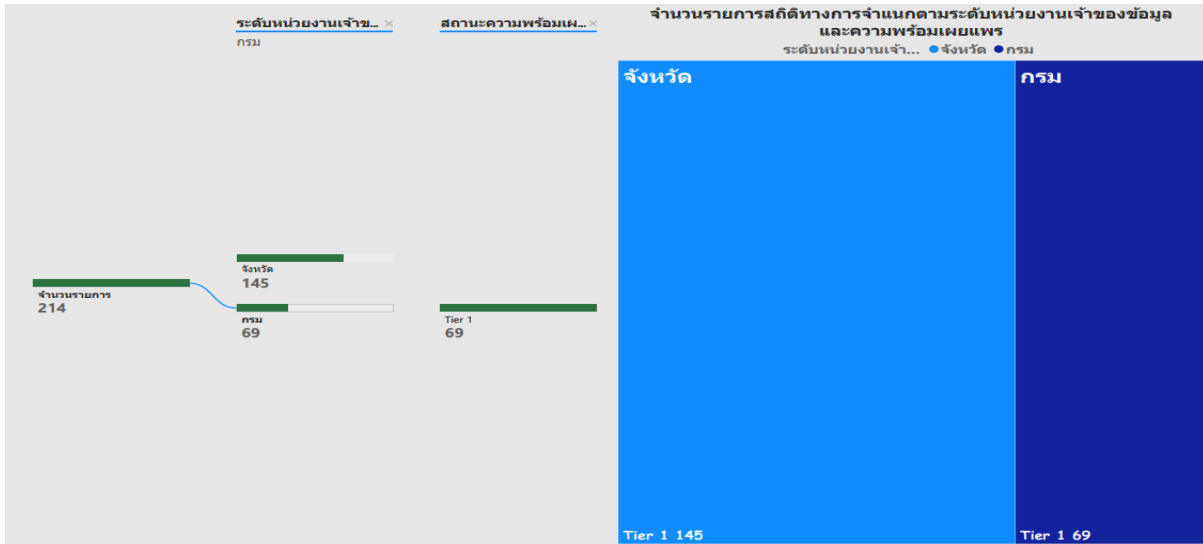 ระดับหน่วยงานเจ้าข...
กรม
สถานะความพร้อมเผ...
จำนวนรายการ
214
จังหวัด
145
กรม
69
Tier 1
69
จำนวนรายการสถิติทางการจำแนกตามระดับหน่วยงานเจ้าของข้อมูล
และความพร้อมเผยแพร
ระดับหน่วยงานเจ้า... จังหวัด กรม
จังหวัด
กรม
Tier 1 145
Tier 1 69